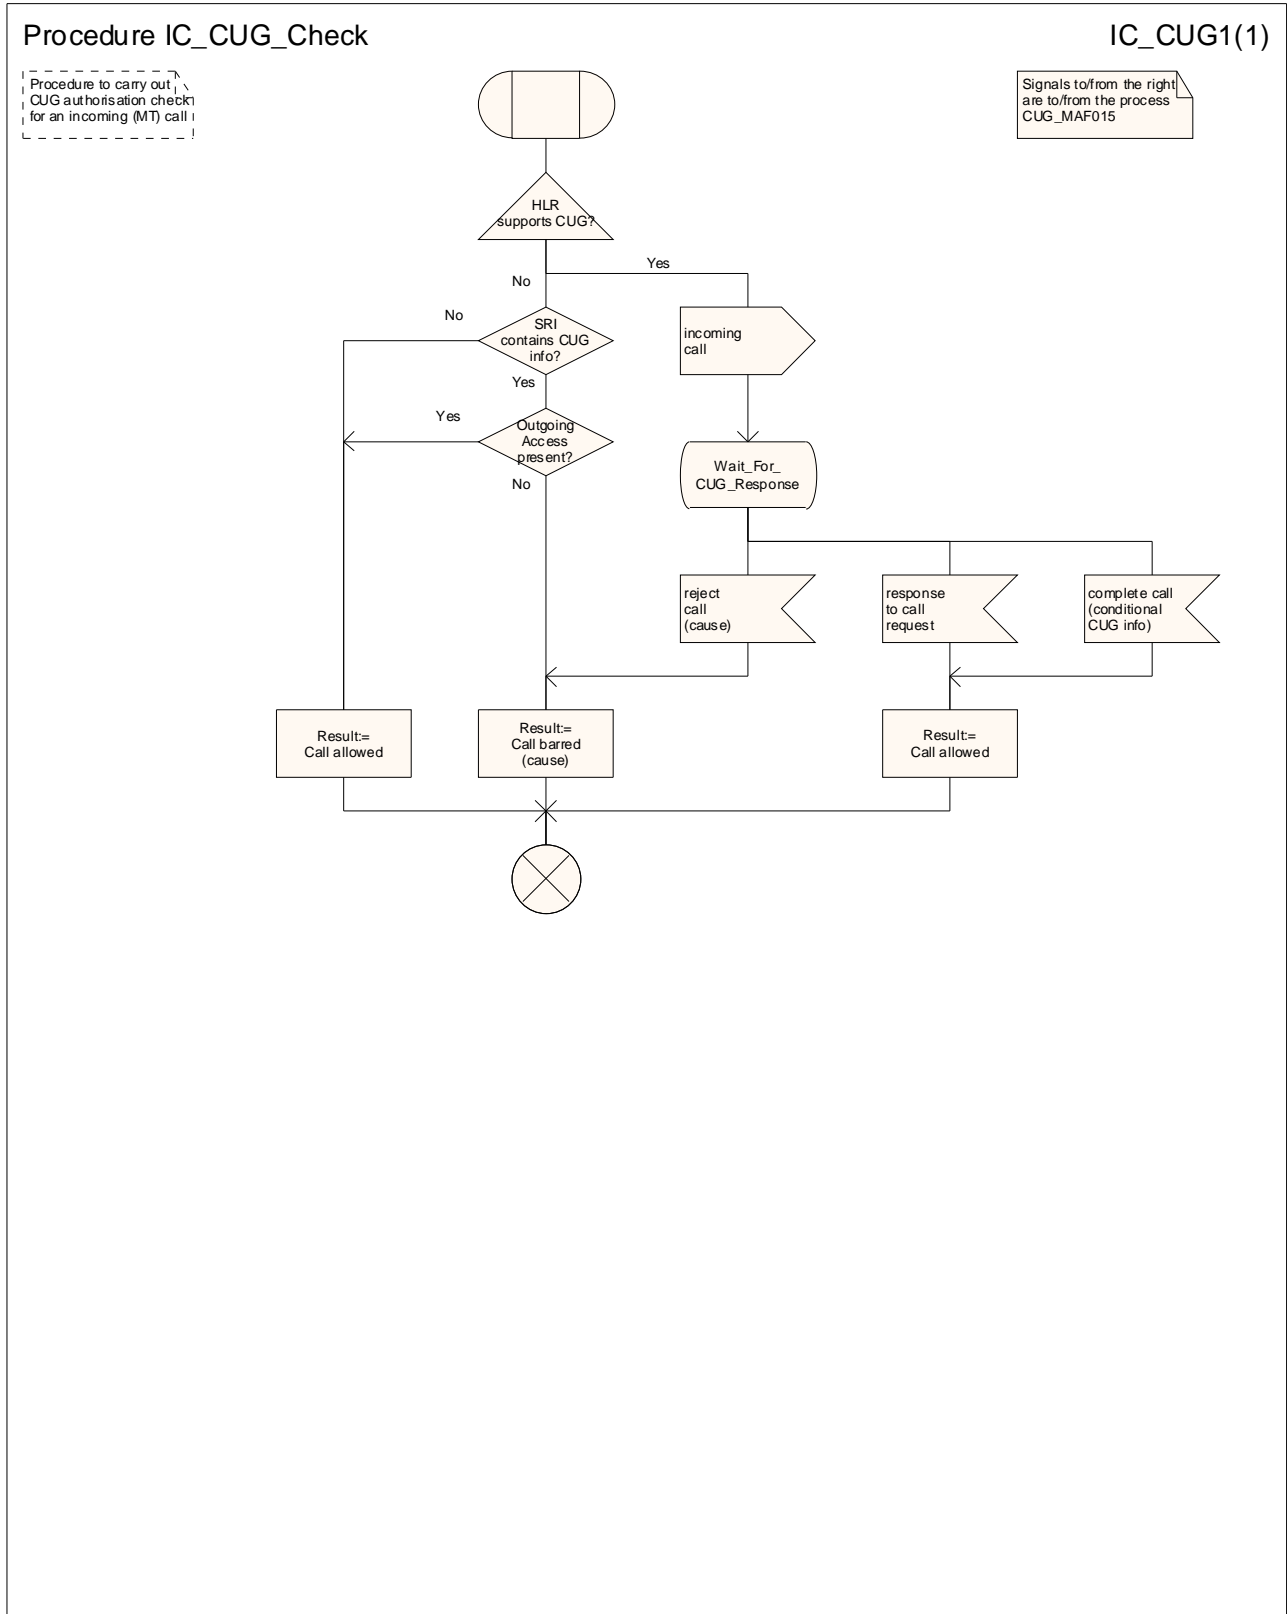 Procedure IC_CUG_Check
IC_CUG1(1)
Procedure to carry out
CUG authorisation check
for an incoming (MT) call
Signals to/from the right
are to/from the process
CUG_MAF015
HLR
supports CUG?
Yes
No
No
SRI
contains CUG
info?
incoming
call
Yes
Yes
Outgoing
Access
present?
Wait_For_
CUG_Response
No
reject
call
(cause)
response
to call
request
complete call
(conditional
CUG info)
Result:=
Call allowed
Result:=
Call barred
(cause)
Result:=
Call allowed